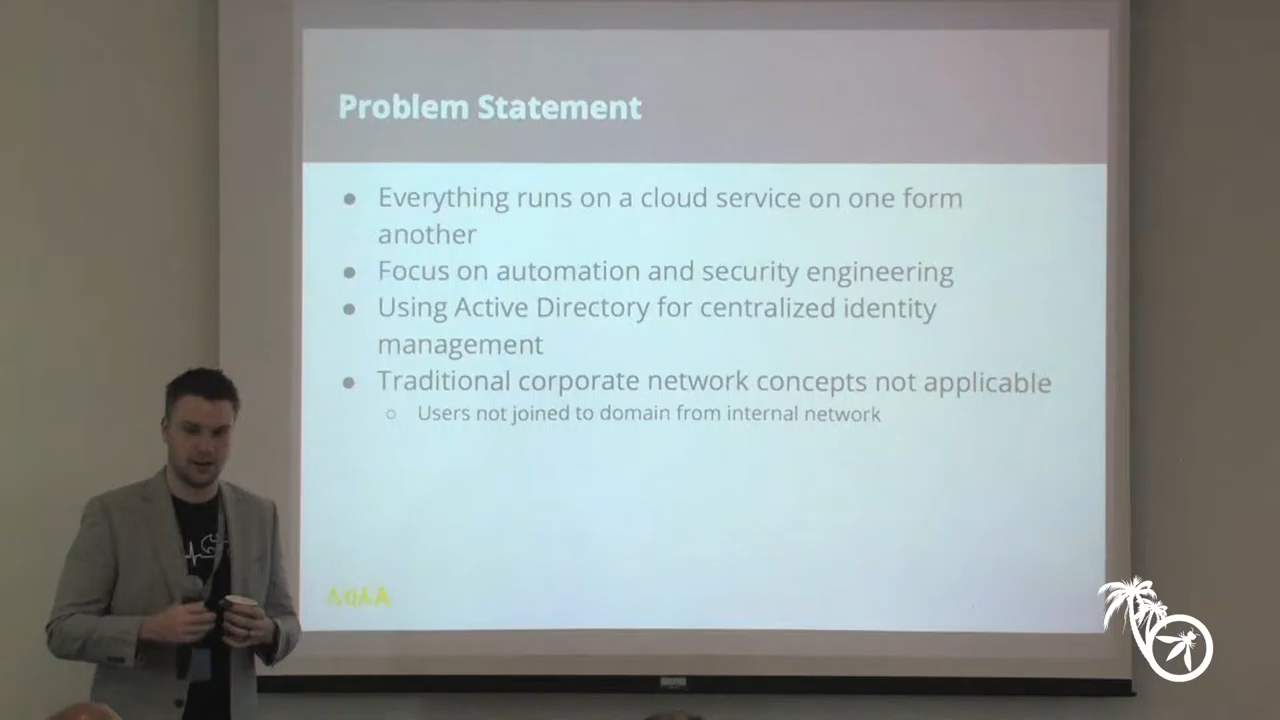 Problem Statement
● Everything runs on a cloud service on one form
another
● Focus on automation and security engineering
● Using Active Directory for centralized identity
management
● Traditional corporate network concepts not applicable
○ Users not joined to domain from internal network